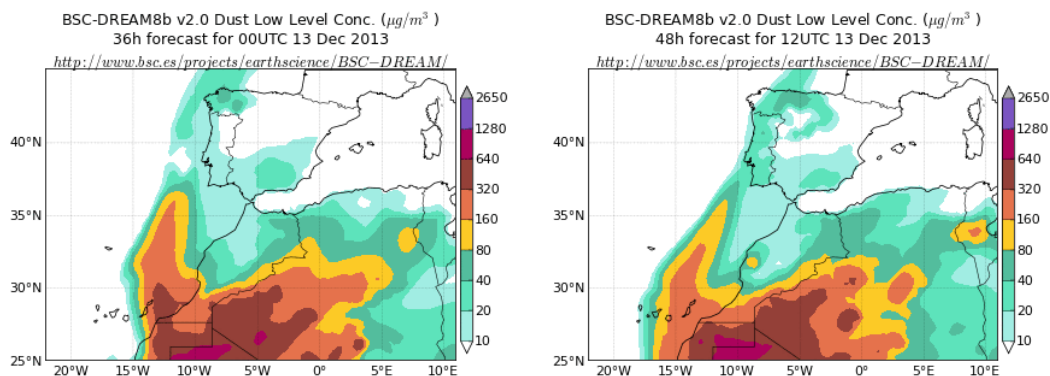 BSC-DREAM8b v2.0 Dust Low Level Conc. (μg/m³ )
36h forecast for 00UTC 13 Dec 2013
http://www.bsc.es/projects/earthscience/BSC−DREAM/
40°N
35°N
30°N
25°N
20°W
15°W
10°W
5°W
0°
5°E
10°E
2650
1280
640
320
160
80
40
20
10
BSC-DREAM8b v2.0 Dust Low Level Conc. (μg/m³ )
48h forecast for 12UTC 13 Dec 2013
http://www.bsc.es/projects/earthscience/BSC−DREAM/
40°N
35°N
30°N
25°N
20°W
15°W
10°W
5°W
0°
5°E
10°E
2650
1280
640
320
160
80
40
20
10